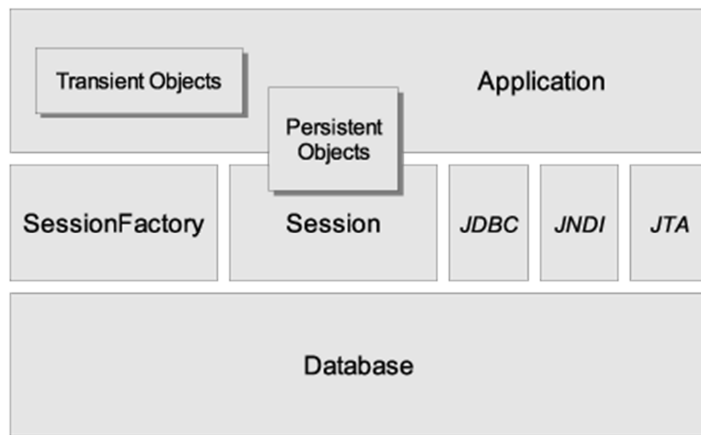 Transient Objects
Application
Persistent
Objects
SessionFactory
Session
JDBC
JNDI
JTA
Database